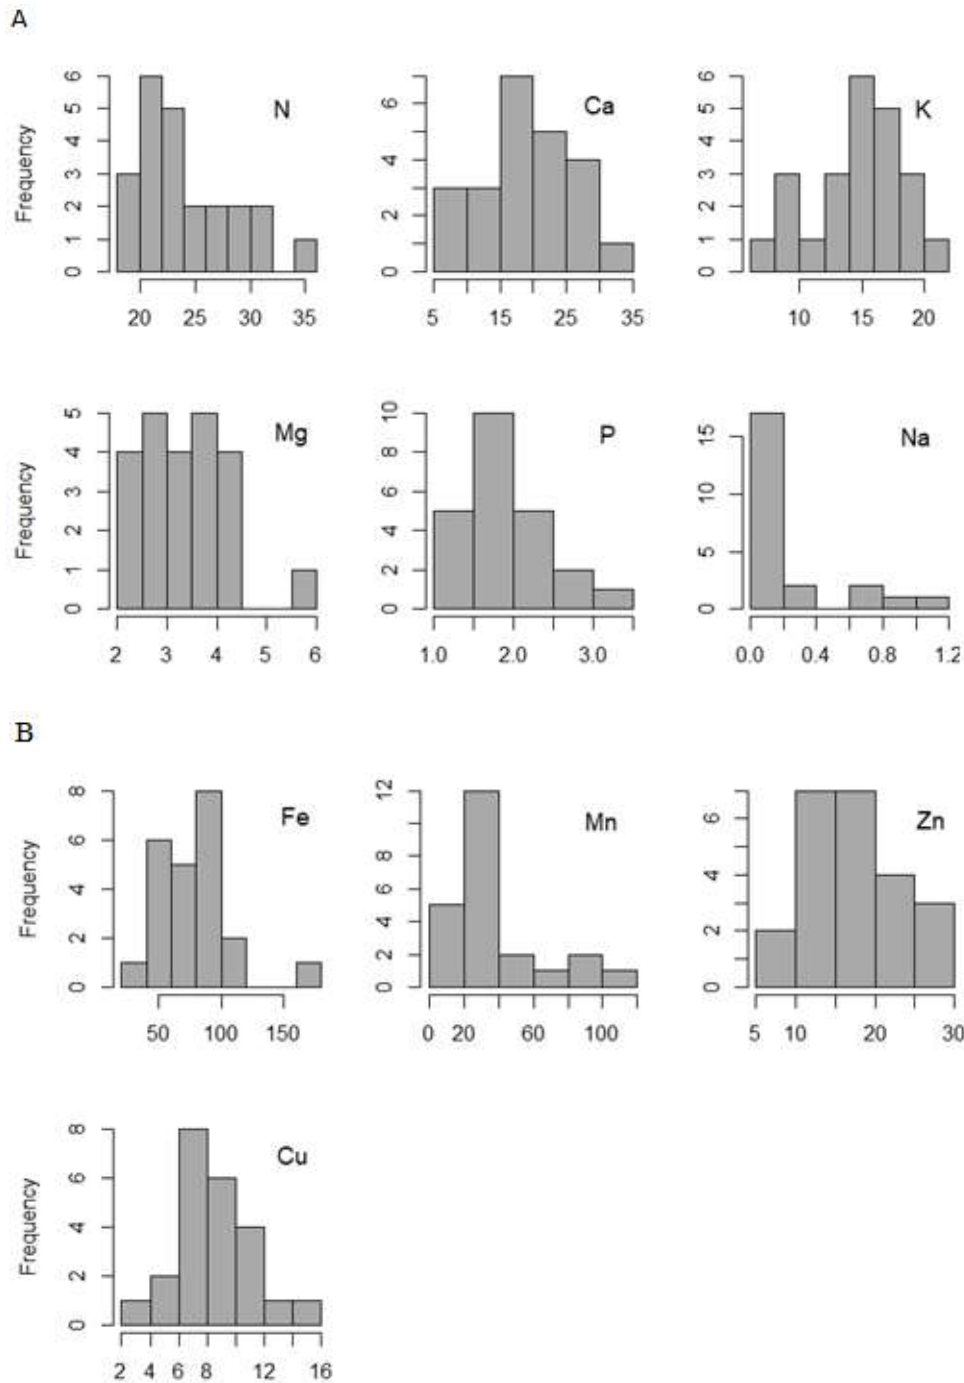 A
N
Frequency
0 1 2 3 4 5 6
20 25 30 35
Ca
0 2 4 6
5 15 25 35
K
0 1 2 3 4 5 6
10 15 20
Mg
Frequency
0 1 2 3 4 5
2 3 4 5 6
P
0 2 4 6 8 10
1.0 2.0 3.0
Na
0 5 10 15
0.0 0.4 0.8 1.2
B
Fe
Frequency
0 2 4 6 8
50 100 150
Mn
0 2 4 6 8 12
0 20 60 100
Zn
0 2 4 6
5 10 20 30
Cu
Frequency
0 2 4 6 8
2 4 6 8 12 16